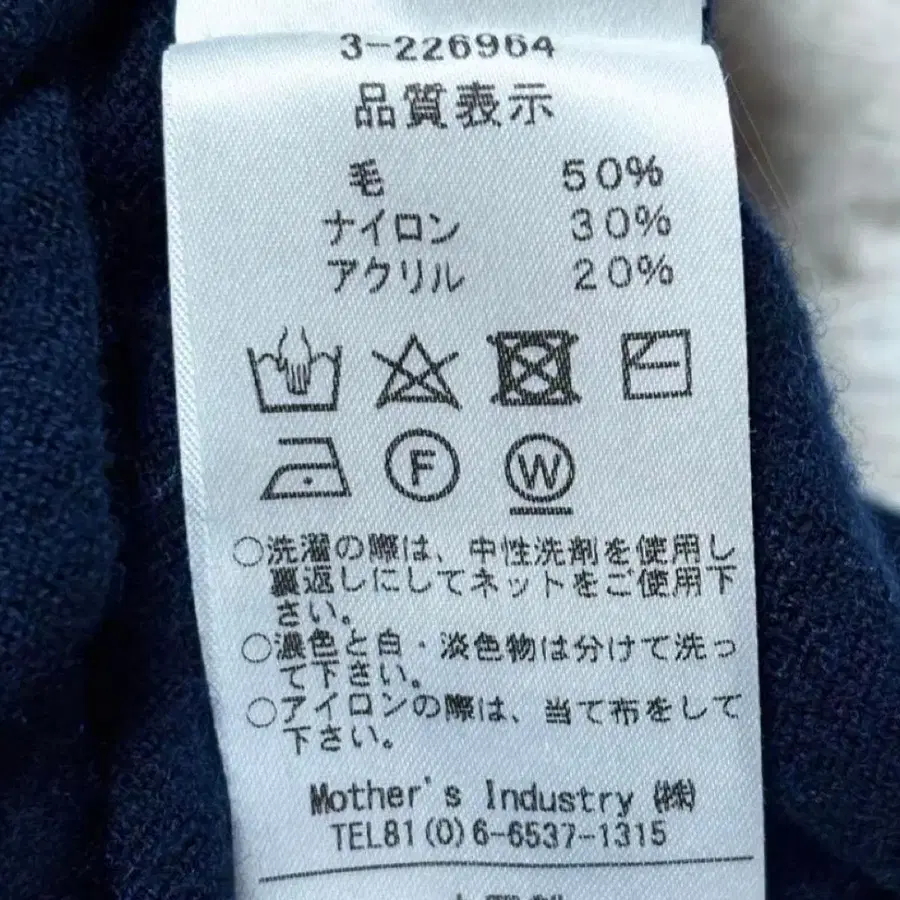 3-226964
品質表示
毛 50%
ナイロン 30%
アクリル 20%
F W
○洗濯の際は、中性洗剤を使用し
裏返しにしてネットをご使用下
さい。
○濃色と白・淡色物は分けて洗っ
て下さい。
○アイロンの際は、当て布をして
下さい。
Mother's Industry ㈱
TEL81(0)6-6537-1315